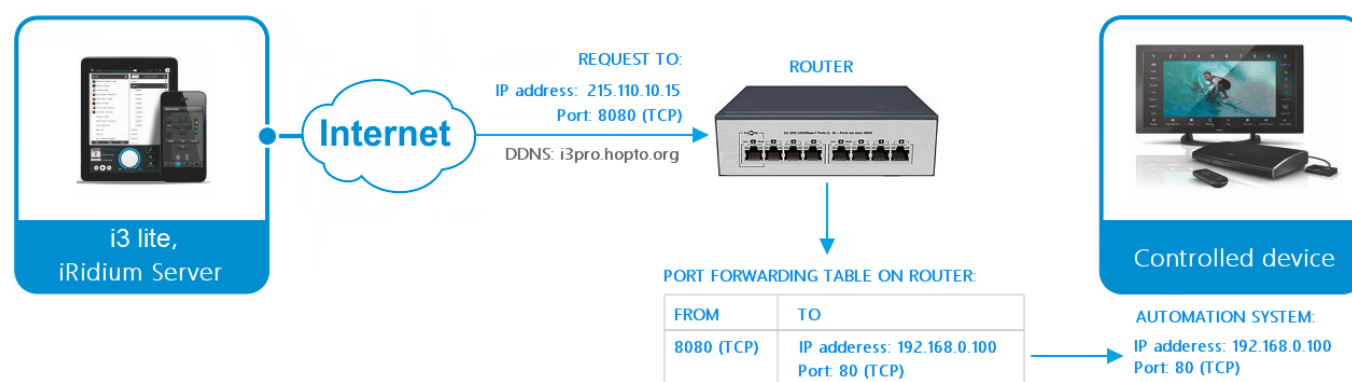 i3 lite,
iRidium Server
Internet
REQUEST TO:
IP address: 215.110.10.15
Port: 8080 (TCP)
DDNS: i3pro.hopto.org
ROUTER
PORT FORWARDING TABLE ON ROUTER:
FROM TO
8080 (TCP) IP adderess: 192.168.0.100
Port: 80 (TCP)
Controlled device
AUTOMATION SYSTEM:
IP adderess: 192.168.0.100
Port: 80 (TCP)